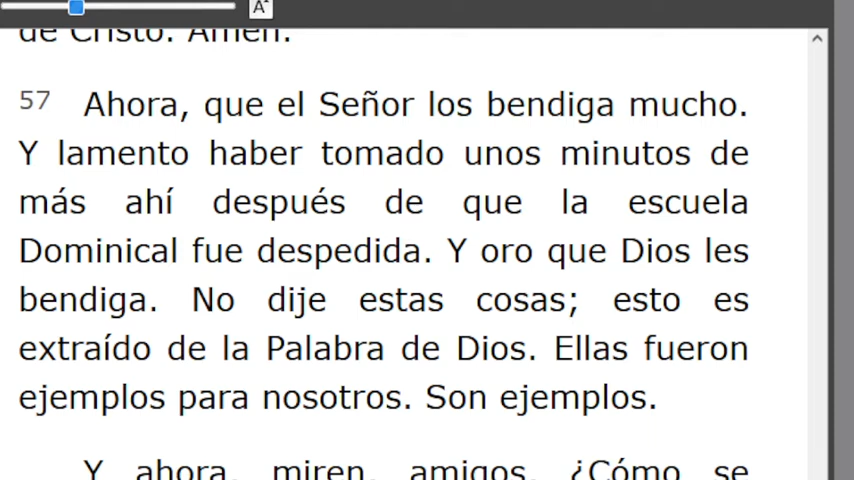 A
de Cristo. Amén.
57 Ahora, que el Señor los bendiga mucho.
Y lamento haber tomado unos minutos de
más ahí después de que la escuela
Dominical fue despedida. Y oro que Dios les
bendiga. No dije estas cosas; esto es
extraído de la Palabra de Dios. Ellas fueron
ejemplos para nosotros. Son ejemplos.
Y ahora, miren, amigos. ¿Cómo se